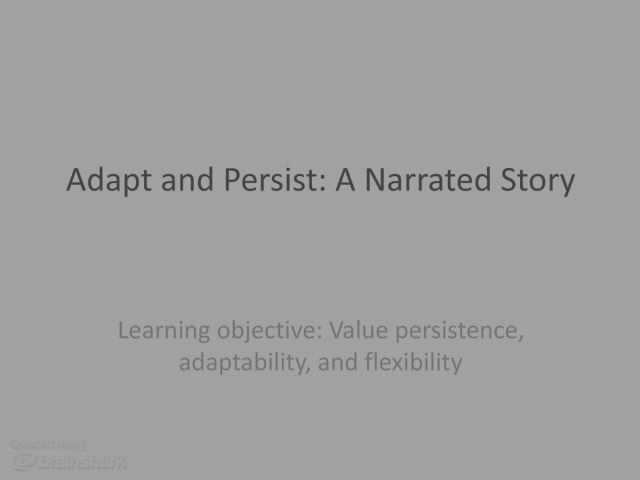 Adapt and Persist: A Narrated Story
Learning objective: Value persistence,
adaptability, and flexibility
Created using
brainshark